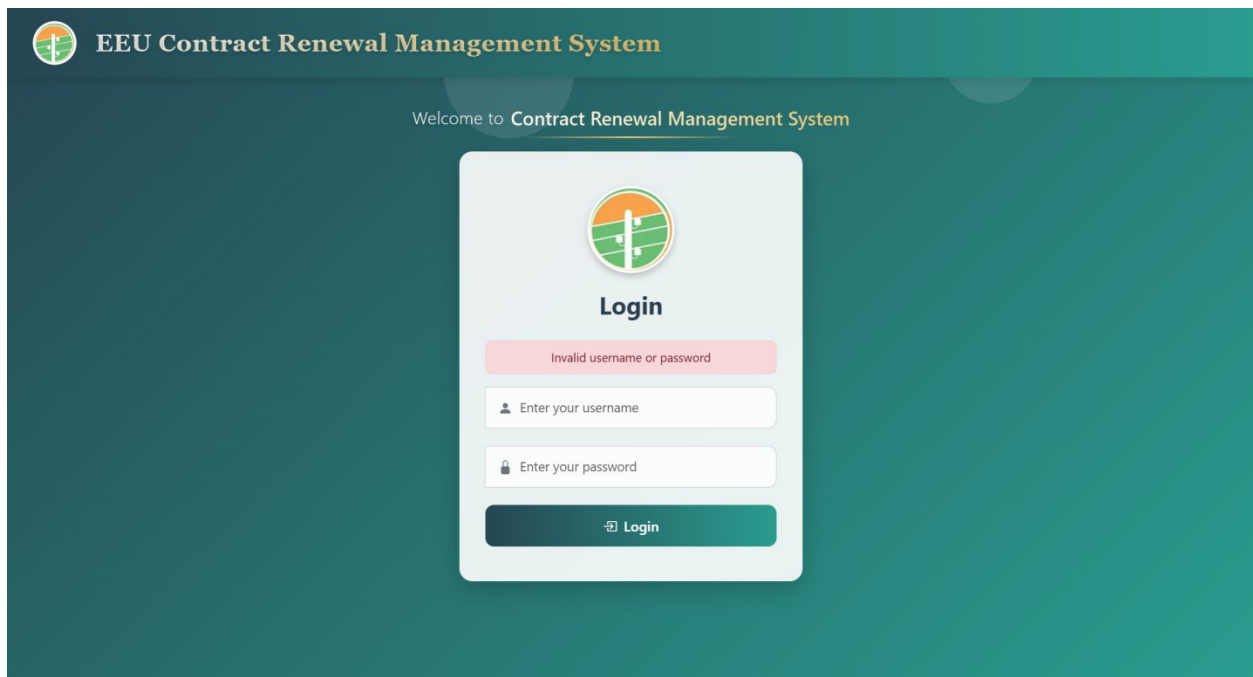 EEU Contract Renewal Management System
Welcome to Contract Renewal Management System
Login
Invalid username or password
Enter your username
Enter your password
Login